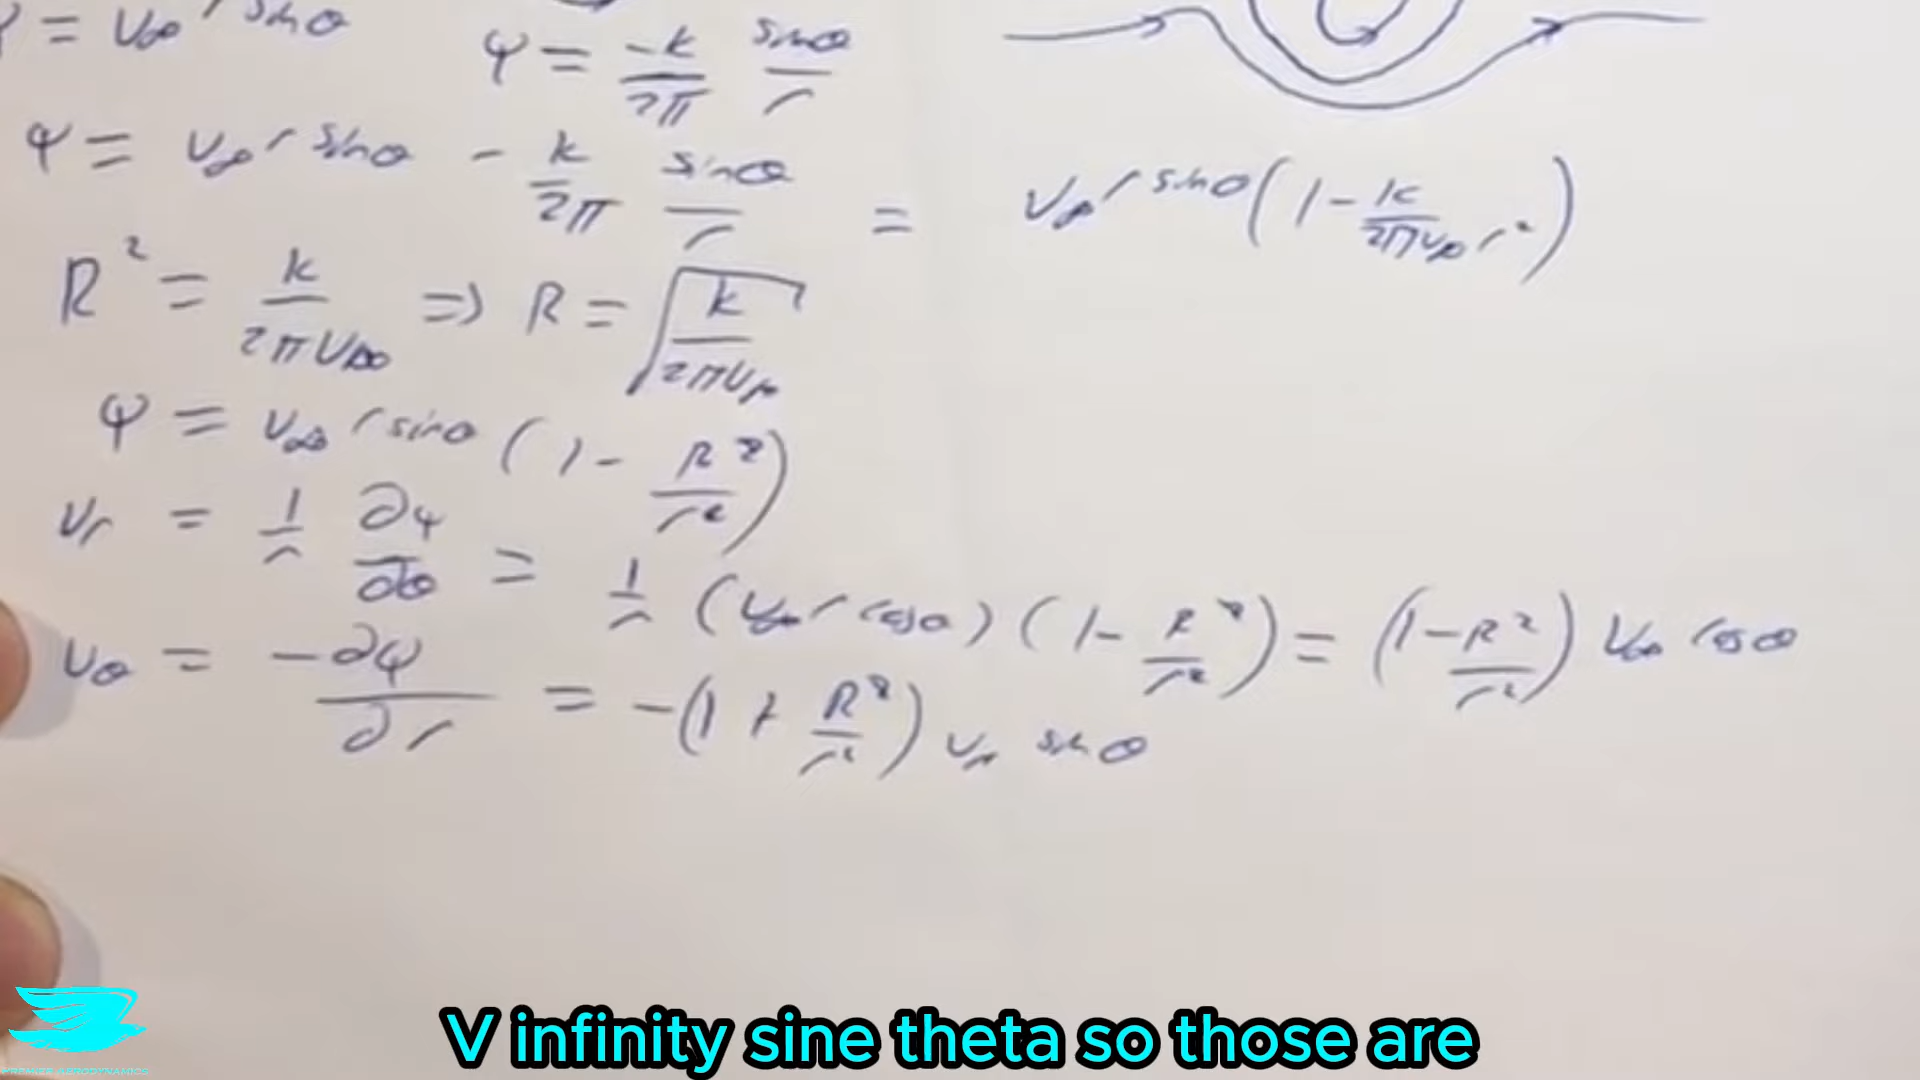 ψ = V∞ r sinθ    ψ = -k/2π sinθ/r
ψ = V∞ r sinθ - k/2π sinθ/r = V∞ r sinθ (1 - k/2πV∞ r²)
R² = k/2πV∞ => R = √(k/2πV∞)
ψ = V∞ r sinθ (1 - R²/r²)
Vr = 1/r ∂ψ/∂θ = 1/r (V∞ r cosθ) (1 - R²/r²) = (1 - R²/r²) V∞ cosθ
Vθ = -∂ψ/∂r = -(1 + R²/r²) V∞ sinθ
V infinity sine theta so those are
PREMIER AERODYNAMICS